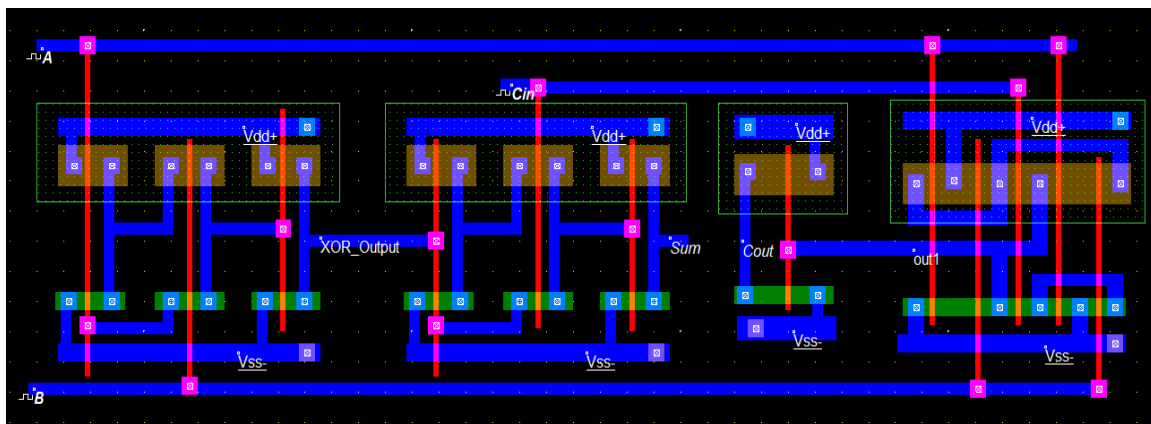 A
Cin
Vdd+
Vdd+
Vdd+
Vdd+
XOR_Output
Sum
Cout
out1
Vss-
Vss-
Vss-
Vss-
B